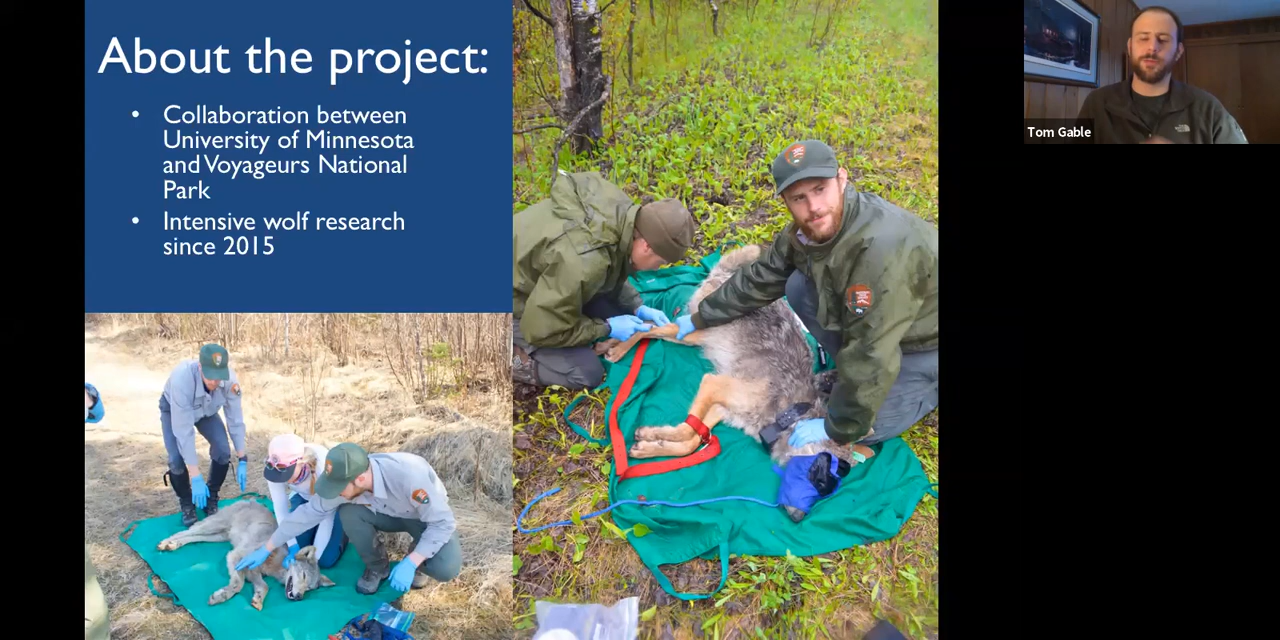 About the project:
• Collaboration between
University of Minnesota
and Voyageurs National
Park
• Intensive wolf research
since 2015
Tom Gable